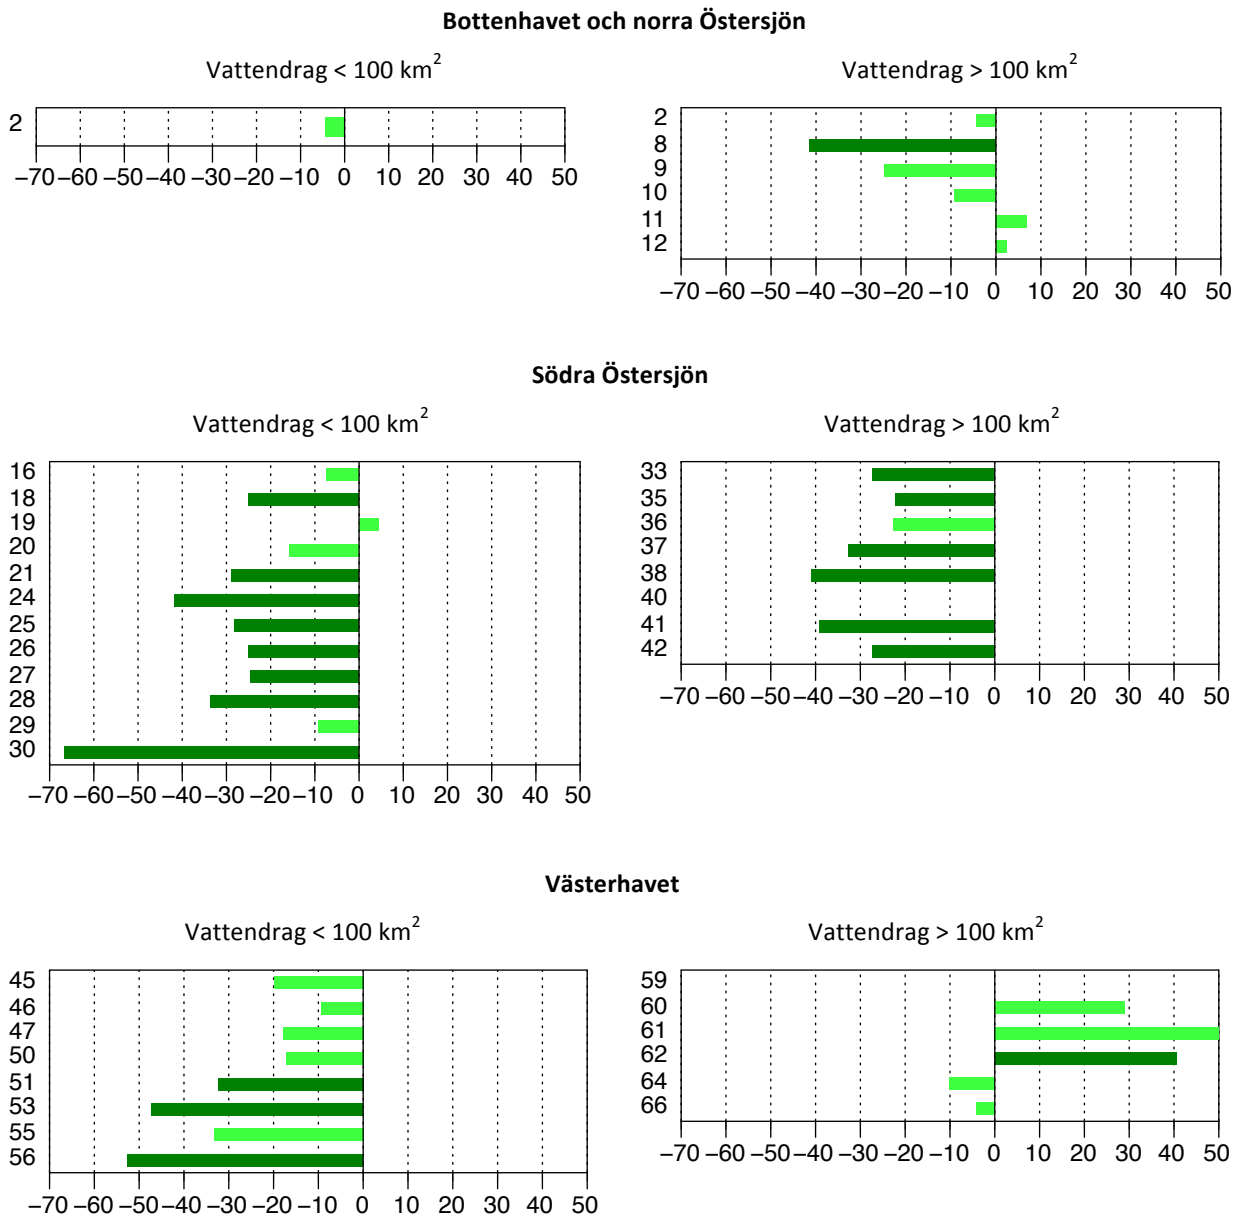 Bottenhavet och norra Östersjön
Vattendrag < 100 km²
2
−70 −60 −50 −40 −30 −20 −10 0 10 20 30 40 50
Vattendrag > 100 km²
2
8
9
10
11
12
−70 −60 −50 −40 −30 −20 −10 0 10 20 30 40 50
Södra Östersjön
Vattendrag < 100 km²
16
18
19
20
21
24
25
26
27
28
29
30
−70 −60 −50 −40 −30 −20 −10 0 10 20 30 40 50
Vattendrag > 100 km²
33
35
36
37
38
40
41
42
−70 −60 −50 −40 −30 −20 −10 0 10 20 30 40 50
Västerhavet
Vattendrag < 100 km²
45
46
47
50
51
53
55
56
−70 −60 −50 −40 −30 −20 −10 0 10 20 30 40 50
Vattendrag > 100 km²
59
60
61
62
64
66
−70 −60 −50 −40 −30 −20 −10 0 10 20 30 40 50